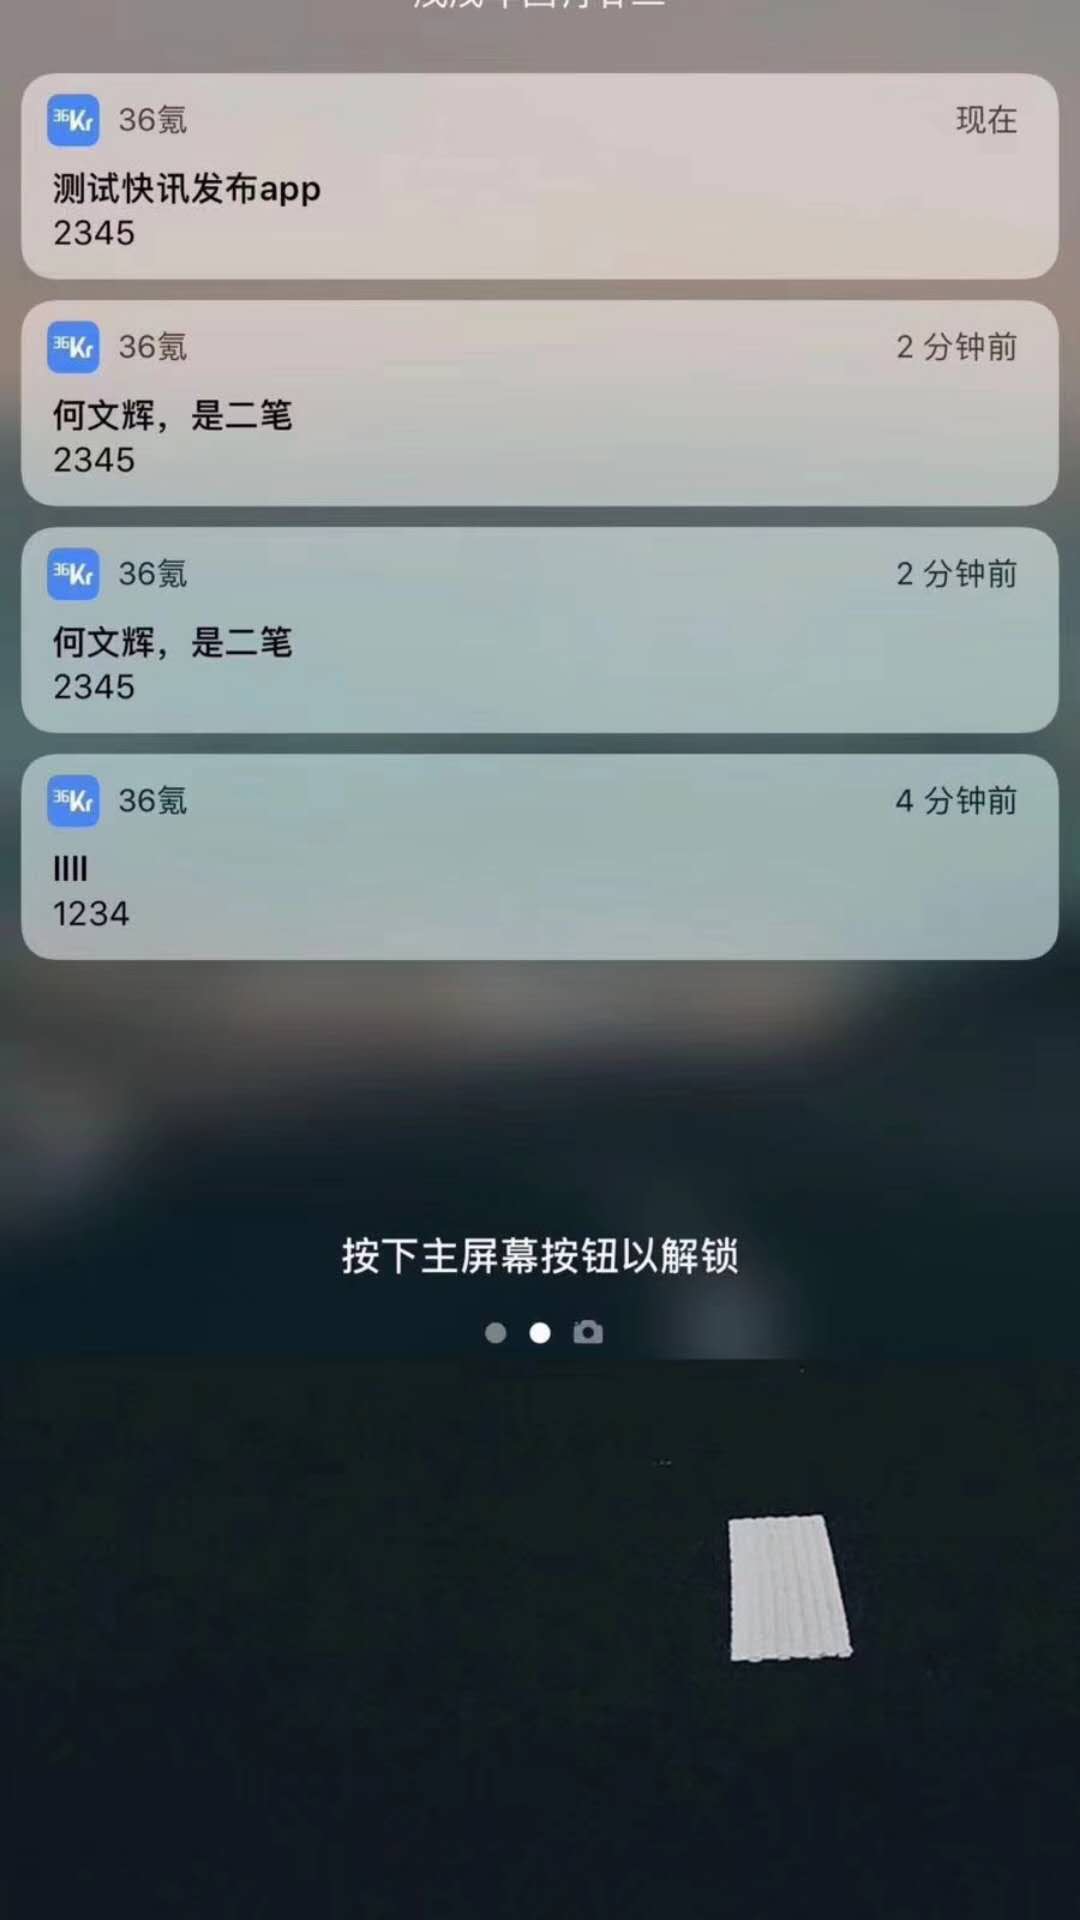 36Kr 36氪 现在
测试快讯发布app
2345
36Kr 36氪 2 分钟前
何文辉，是二笔
2345
36Kr 36氪 2 分钟前
何文辉，是二笔
2345
36Kr 36氪 4 分钟前
llll
1234
按下主屏幕按钮以解锁